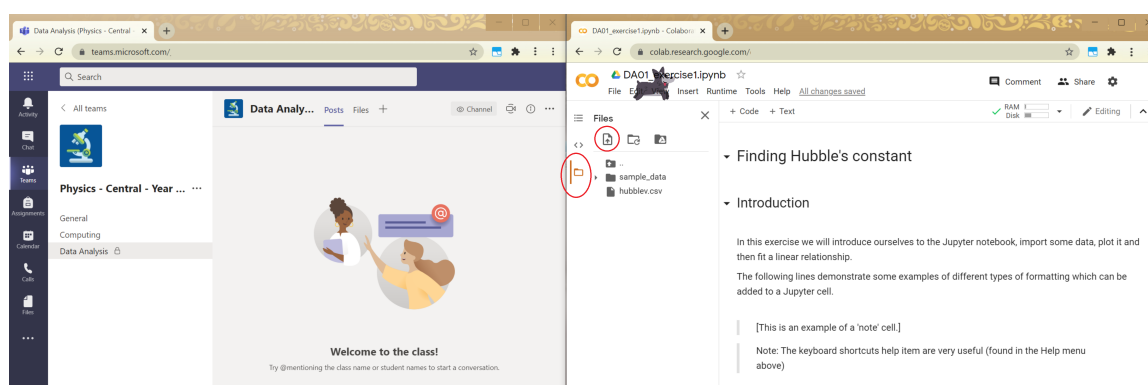 Data Analysis (Physics - Central -
teams.microsoft.com/
Search
Activity
Chat
Teams
Assignments
Calendar
Calls
Files
All teams
Physics - Central - Year ...
General
Computing
Data Analysis
Data Analy... Posts Files
Channel
Welcome to the class!
Try @mentioning the class name or student names to start a conversation.
DA01_exercise1.ipynb - Colabora
colab.research.google.com/
CO DA01_exercise1.ipynb
Comment Share
File Edit View Insert Runtime Tools Help All changes saved
Files
+ Code + Text
RAM
Disk
Editing
..
sample_data
hubblev.csv
Finding Hubble's constant
Introduction
In this exercise we will introduce ourselves to the Jupyter notebook, import some data, plot it and
then fit a linear relationship.
The following lines demonstrate some examples of different types of formatting which can be
added to a Jupyter cell.
[This is an example of a 'note' cell.]
Note: The keyboard shortcuts help item are very useful (found in the Help menu
above)